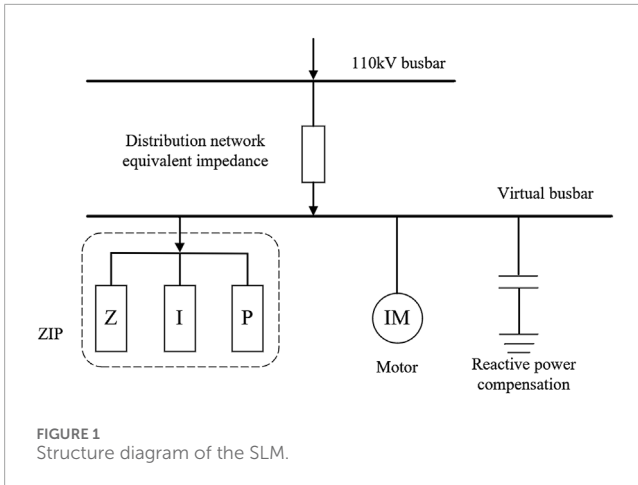 110kV busbar
Distribution network
equivalent impedance
Virtual busbar
Z
I
P
IM
ZIP
Motor
Reactive power
compensation
FIGURE 1
Structure diagram of the SLM.